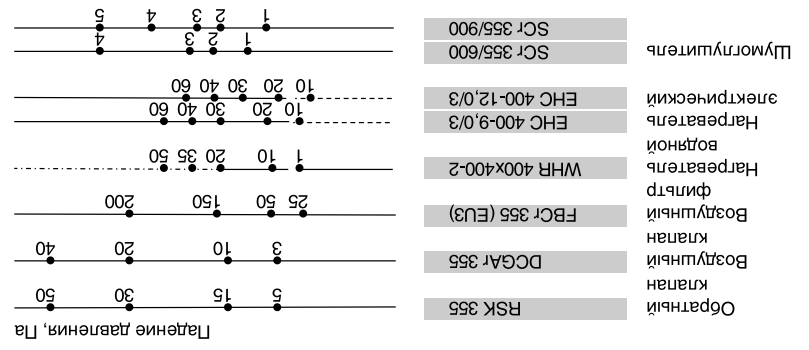 Падение давления, Па
Обратный RSK 355 5 15 30 50
клапан
Воздушный DCGAr 355 3 10 20 40
клапан
Воздушный FBCr 355 (EU3) 25 50 150 200
фильтр
Нагреватель WHR 400x400-2 1 10 20 35 50
водяной
Нагреватель EHC 400-9,0/3 10 20 30 40 60
электрический EHC 400-12,0/3 10 20 30 40 60
Шумоглушитель SCr 355/600 1 2 3 4
SCr 355/900 1 2 3 4 5